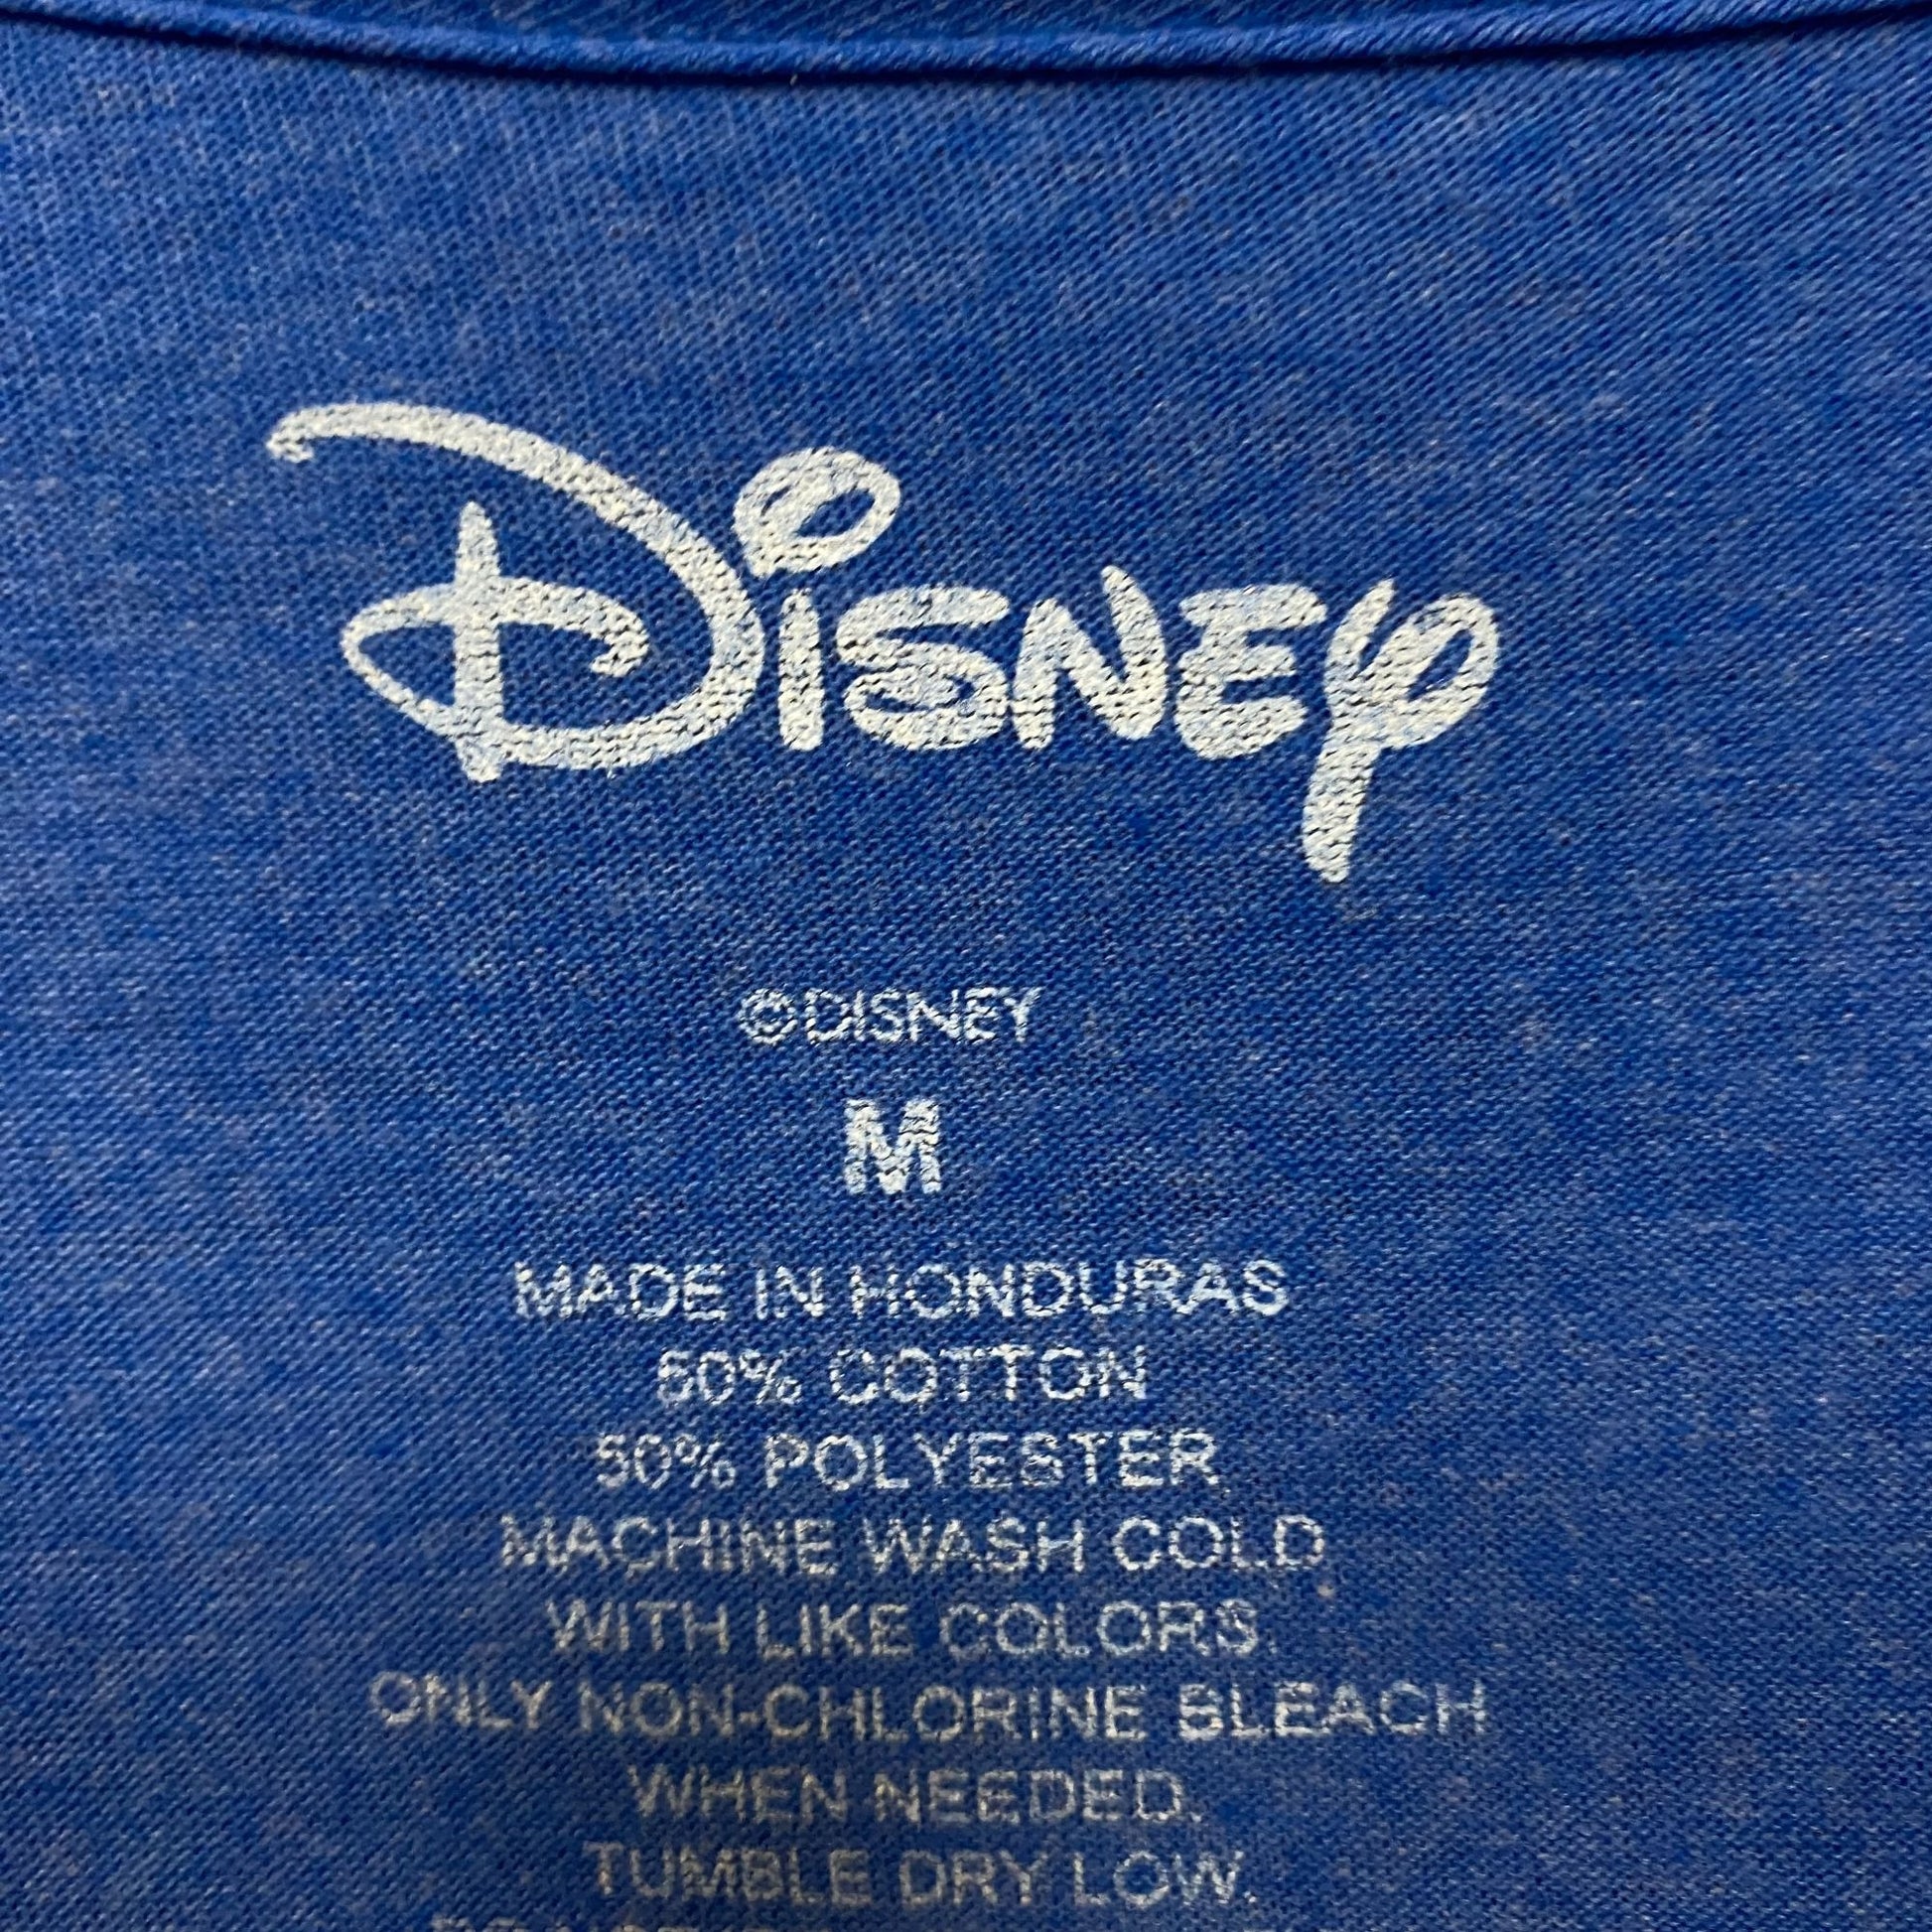 Disney
©DISNEY
M
MADE IN HONDURAS
50% COTTON
50% POLYESTER
MACHINE WASH COLD
WITH LIKE COLORS.
ONLY NON-CHLORINE BLEACH
WHEN NEEDED.
TUMBLE DRY LOW.